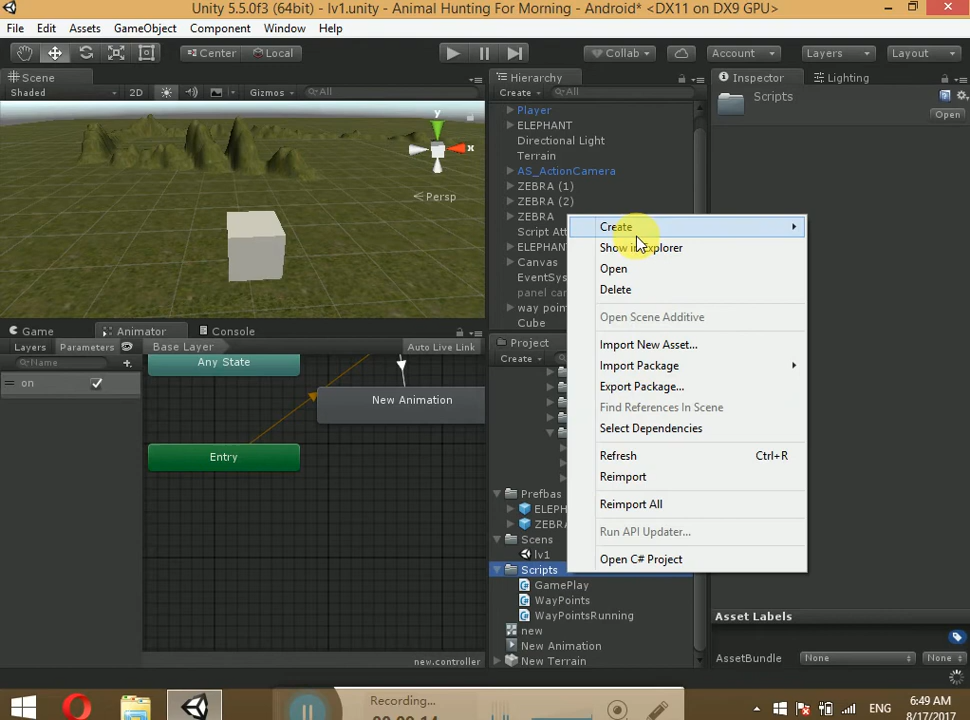 Unity 5.5.0f3 (64bit) - lv1.unity - Animal Hunting For Morning - Android* <DX11 on DX9 GPU>
File Edit Assets GameObject Component Window Help
Center Local Collab Account Layers Layout
Scene Hierarchy Inspector Lighting
Shaded 2D Gizmos All Create All Scripts
Open
Player
ELEPHANT
Directional Light
Terrain
AS_ActionCamera
ZEBRA (1)
ZEBRA (2)
ZEBRA
Script Att
ELEPHAN
Canvas
EventSys
panel ca
way poin
Cube
y
x
Persp
Create
Show in Explorer
Open
Delete
Open Scene Additive
Import New Asset...
Import Package
Export Package...
Find References In Scene
Select Dependencies
Refresh Ctrl+R
Reimport
Reimport All
Run API Updater...
Open C# Project
Game Animator Console
Layers Parameters Base Layer Auto Live Link
Name
on
Any State
New Animation
Entry
new.controller
Project
Create
Prefbas
ELEPH
ZEBRA
Scens
lv1
Scripts
GamePlay
WayPoints
WayPointsRunning
new
New Animation
New Terrain
Asset Labels
AssetBundle None None
Recording...
ENG
6:49 AM
8/17/2017